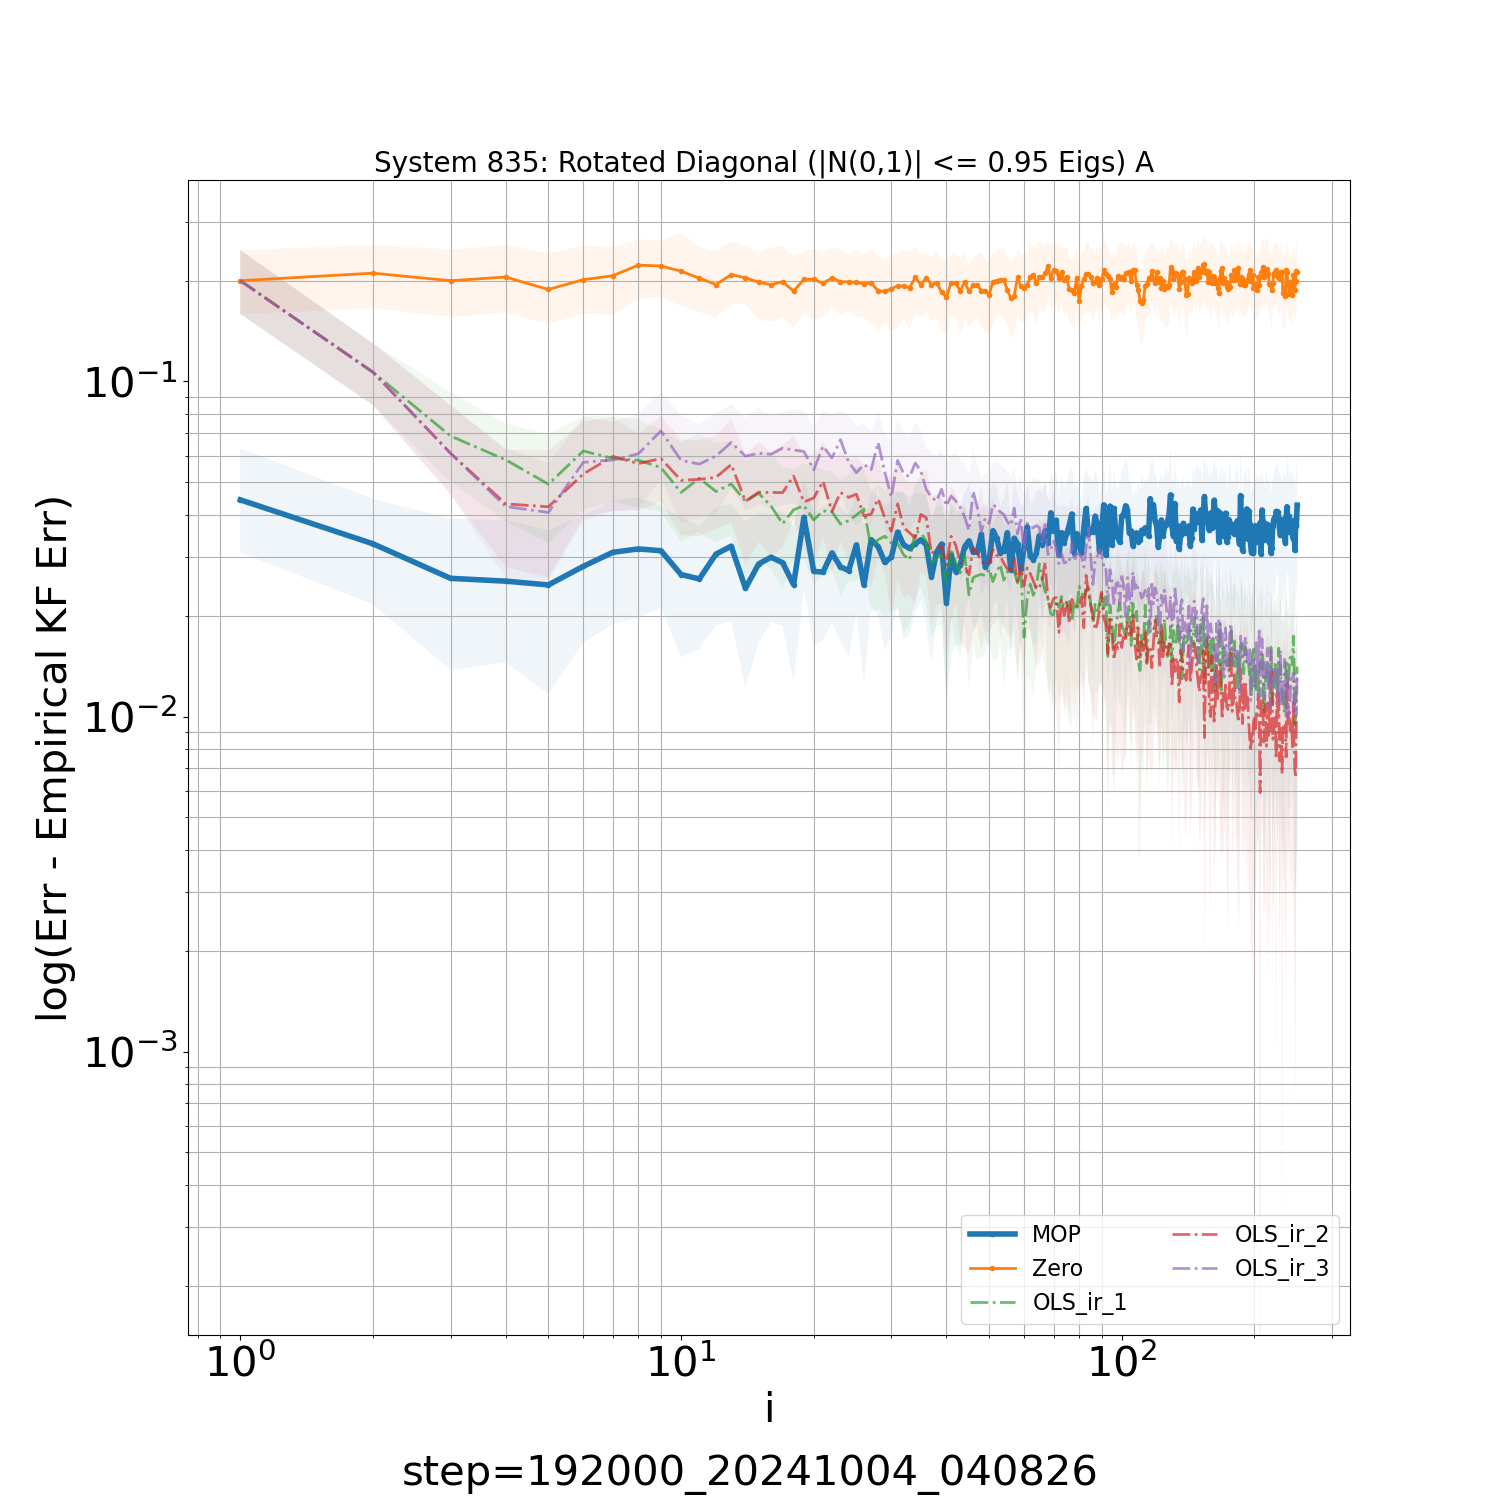 System 835: Rotated Diagonal (|N(0,1)| <= 0.95 Eigs) A
log(Err - Empirical KF Err)
10⁻¹
10⁻²
10⁻³
10⁰
10¹
10²
MOP
Zero
OLS_ir_1
OLS_ir_2
OLS_ir_3
i
step=192000_20241004_040826